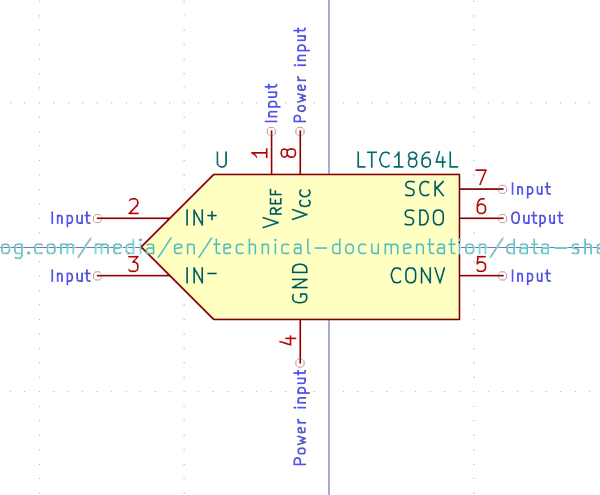 Power input
Input
1
8
U
LTC1864L
7
SCK
Input
2
VREF
VCC
6
Input
IN+
SDO
Output
og.com/media/en/technical-documentation/data-sh
3
5
Input
IN-
GND
CONV
Input
4
Power input